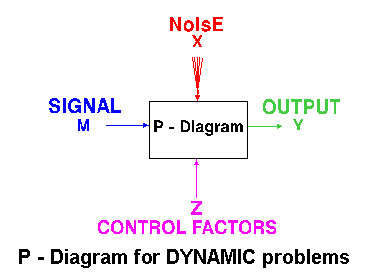 NoIsE
X
SIGNAL
M
P - DIagram
OUTPUT
Y
Z
CONTROL FACTORS
P - Diagram for DYNAMIC problems